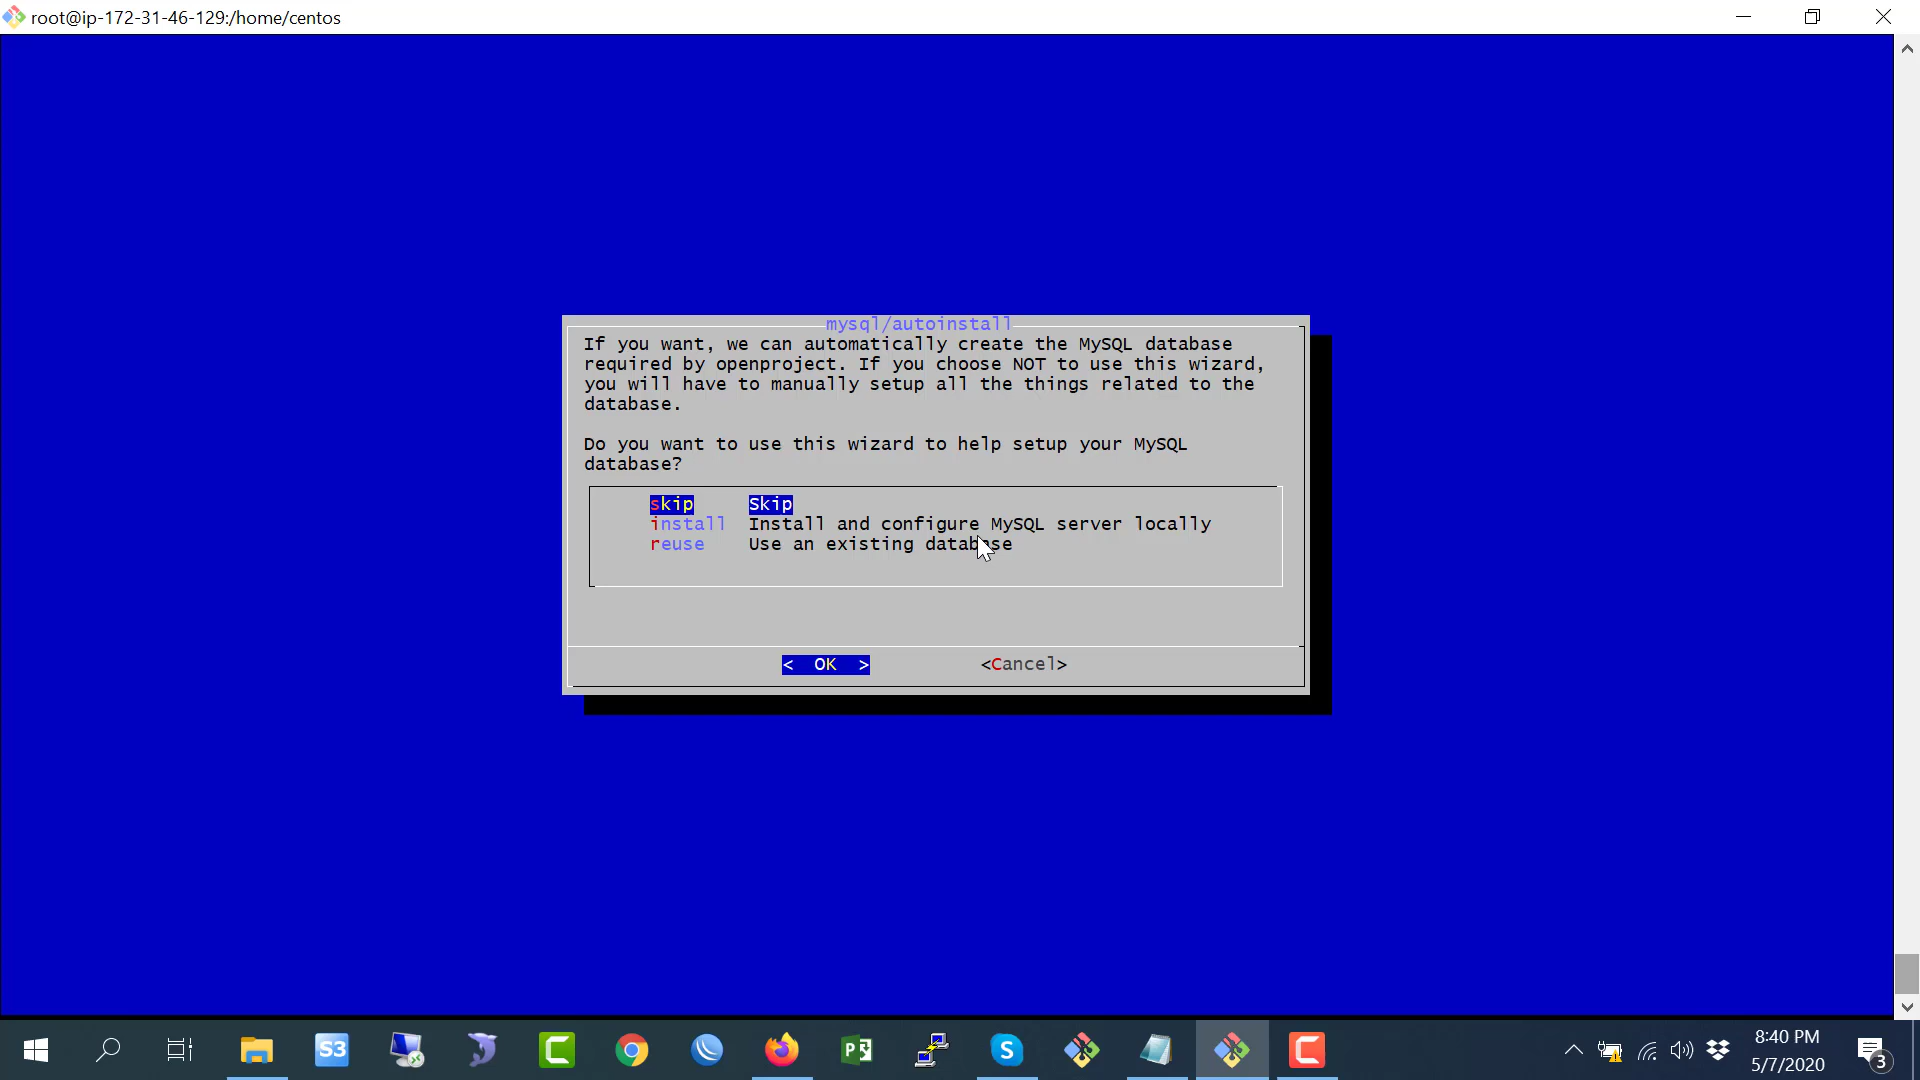 root@ip-172-31-46-129:/home/centos
mysql/autoinstall
If you want, we can automatically create the MySQL database
required by openproject. If you choose NOT to use this wizard,
you will have to manually setup all the things related to the
database.
Do you want to use this wizard to help setup your MySQL
database?
skip Skip
install Install and configure MySQL server locally
reuse Use an existing database
< OK > <Cancel>
S3
8:40 PM
5/7/2020
3